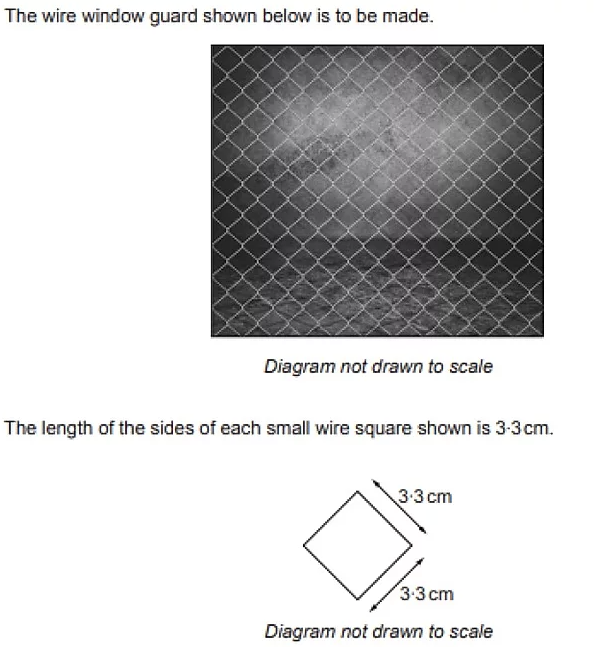 The wire window guard shown below is to be made.
Diagram not drawn to scale
The length of the sides of each small wire square shown is 3·3 cm.
3·3 cm
3·3 cm
Diagram not drawn to scale